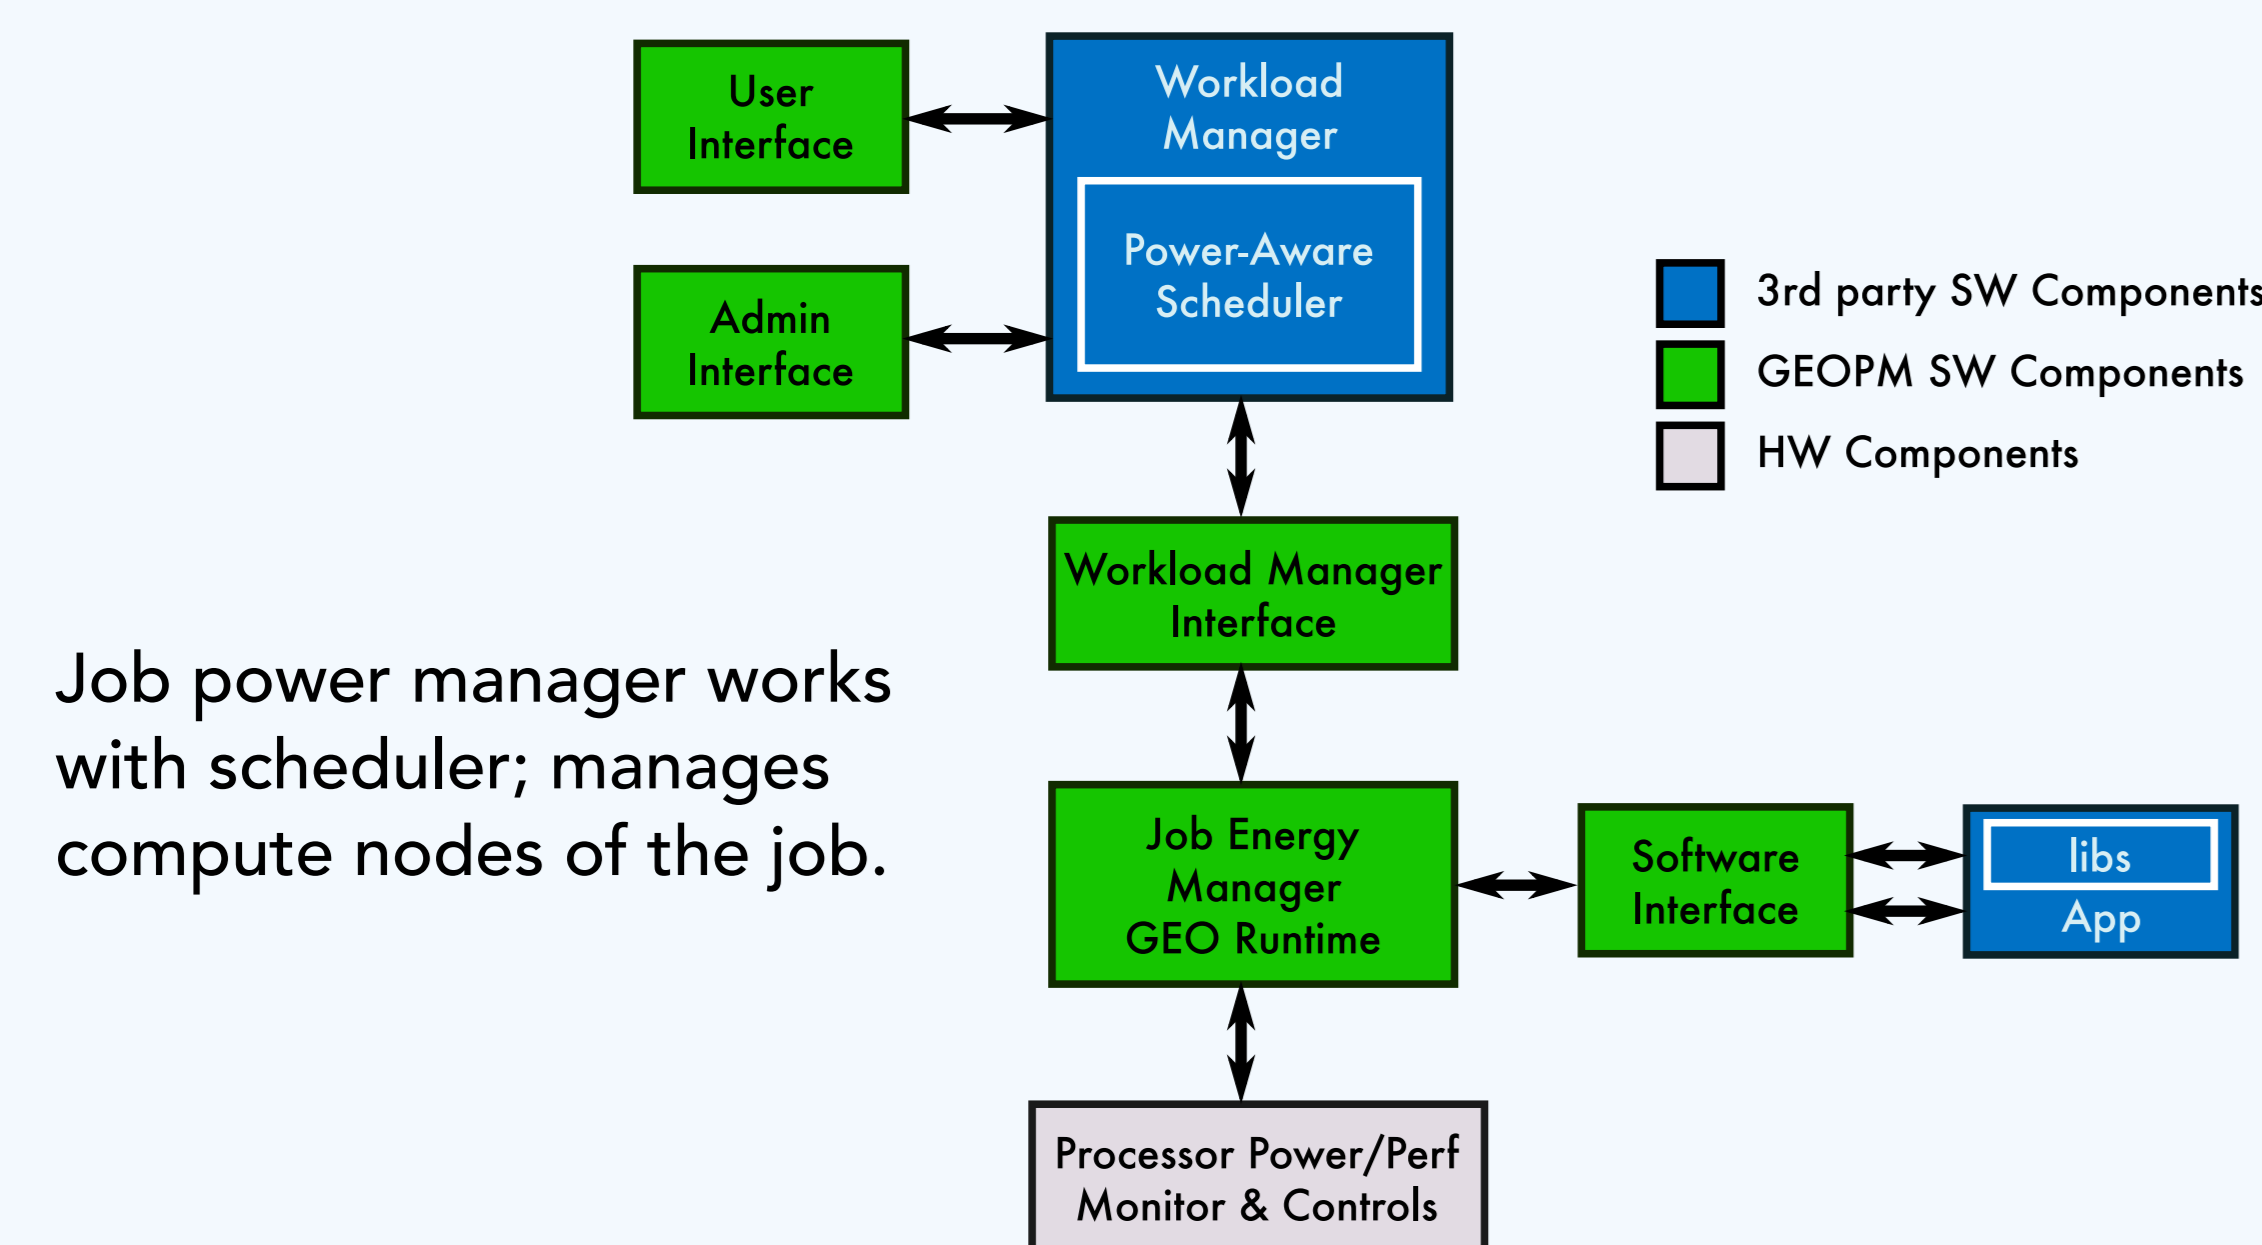 User
Interface
Workload
Manager
Power-Aware
Scheduler
Admin
Interface
3rd party SW Components
GEOPM SW Components
HW Components
Workload Manager
Interface
Job power manager works
with scheduler; manages
compute nodes of the job.
Job Energy
Manager
GEO Runtime
Software
Interface
libs
App
Processor Power/Perf
Monitor & Controls